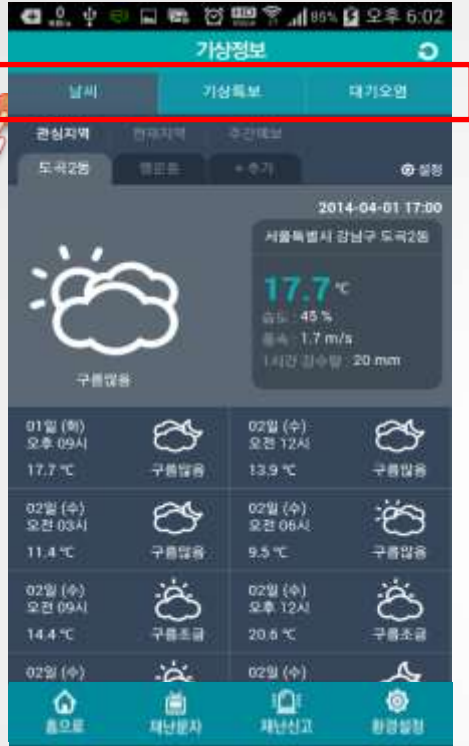 86% 오후 6:02
기상정보
날씨 기상특보 대기오염
관심지역 현재지역 주간예보
도곡2동 + 추가 설정
2014-04-01 17:00
서울특별시 강남구 도곡2동
17.7 ℃
습도 : 45 %
풍속 : 1.7 m/s
1시간 강수량 : 20 mm
구름많음
01일 (화)
오후 09시
17.7 ℃ 구름많음
02일 (수)
오전 12시
13.9 ℃ 구름많음
02일 (수)
오전 03시
11.4 ℃ 구름많음
02일 (수)
오전 06시
9.5 ℃ 구름많음
02일 (수)
오전 09시
14.4 ℃ 구름조금
02일 (수)
오후 12시
20.6 ℃ 구름조금
02일 (수) 02일 (수)
홈으로 재난문자 재난신고 환경설정